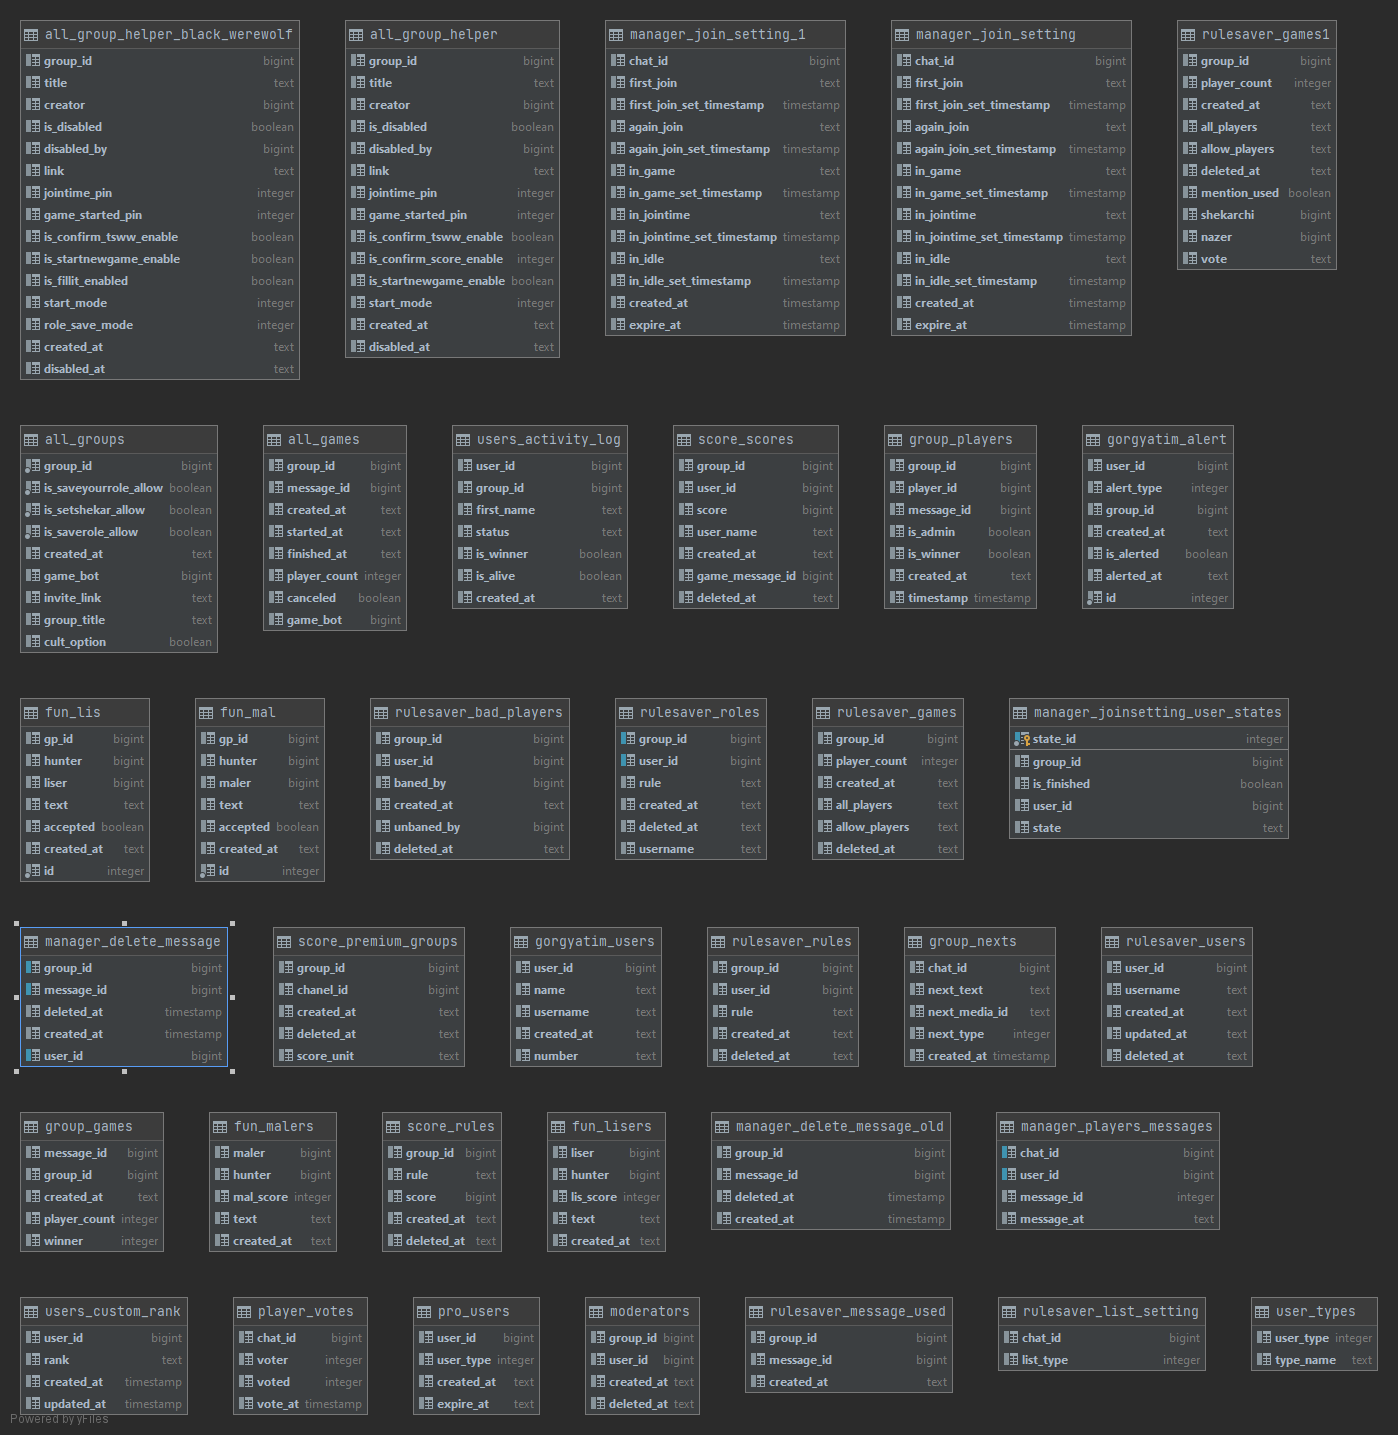 all_group_helper_black_werewolf
group_id bigint
title text
creator bigint
is_disabled boolean
disabled_by bigint
link text
jointime_pin integer
game_started_pin integer
is_confirm_tsww_enable boolean
is_startnewgame_enable boolean
is_fillit_enabled boolean
start_mode integer
role_save_mode integer
created_at text
disabled_at text
all_group_helper
group_id bigint
title text
creator bigint
is_disabled boolean
disabled_by bigint
link text
jointime_pin integer
game_started_pin integer
is_confirm_tsww_enable boolean
is_confirm_score_enable integer
is_startnewgame_enable boolean
start_mode integer
created_at text
disabled_at text
manager_join_setting_1
chat_id bigint
first_join text
first_join_set_timestamp timestamp
again_join text
again_join_set_timestamp timestamp
in_game text
in_game_set_timestamp timestamp
in_jointime text
in_jointime_set_timestamp timestamp
in_idle text
in_idle_set_timestamp timestamp
created_at timestamp
expire_at timestamp
manager_join_setting
chat_id bigint
first_join text
first_join_set_timestamp timestamp
again_join text
again_join_set_timestamp timestamp
in_game text
in_game_set_timestamp timestamp
in_jointime text
in_jointime_set_timestamp timestamp
in_idle text
in_idle_set_timestamp timestamp
created_at timestamp
expire_at timestamp
rulesaver_games1
group_id bigint
player_count integer
created_at text
all_players text
allow_players text
deleted_at text
mention_used boolean
shekarchi bigint
nazer bigint
vote text
all_groups
group_id bigint
is_saveyourrole_allow boolean
is_setshekar_allow boolean
is_saverole_allow boolean
created_at text
game_bot bigint
invite_link text
group_title text
cult_option boolean
all_games
group_id bigint
message_id bigint
created_at text
started_at text
finished_at text
player_count integer
canceled boolean
game_bot bigint
users_activity_log
user_id bigint
group_id bigint
first_name text
status text
is_winner boolean
is_alive boolean
created_at text
score_scores
group_id bigint
user_id bigint
score bigint
user_name text
created_at text
game_message_id bigint
deleted_at text
group_players
group_id bigint
player_id bigint
message_id bigint
is_admin boolean
is_winner boolean
created_at text
timestamp timestamp
gorgyatim_alert
user_id bigint
alert_type integer
group_id bigint
created_at text
is_alerted boolean
alerted_at text
id integer
fun_lis
gp_id bigint
hunter bigint
liser bigint
text text
accepted boolean
created_at text
id integer
fun_mal
gp_id bigint
hunter bigint
maler bigint
text text
accepted boolean
created_at text
id integer
rulesaver_bad_players
group_id bigint
user_id bigint
baned_by bigint
created_at text
unbaned_by bigint
deleted_at text
rulesaver_roles
group_id bigint
user_id bigint
rule text
created_at text
deleted_at text
username text
rulesaver_games
group_id bigint
player_count integer
created_at text
all_players text
allow_players text
deleted_at text
manager_joinsetting_user_states
state_id integer
group_id bigint
is_finished boolean
user_id bigint
state text
manager_delete_message
group_id bigint
message_id bigint
deleted_at timestamp
created_at timestamp
user_id bigint
score_premium_groups
group_id bigint
chanel_id bigint
created_at text
deleted_at text
score_unit text
gorgyatim_users
user_id bigint
name text
username text
created_at text
number text
rulesaver_rules
group_id bigint
user_id bigint
rule text
created_at text
deleted_at text
group_nexts
chat_id bigint
next_text text
next_media_id text
next_type integer
created_at timestamp
rulesaver_users
user_id bigint
username text
created_at text
updated_at text
deleted_at text
group_games
message_id bigint
group_id bigint
created_at text
player_count integer
winner integer
fun_malers
maler bigint
hunter bigint
mal_score integer
text text
created_at text
score_rules
group_id bigint
rule text
score bigint
created_at text
deleted_at text
fun_lisers
liser bigint
hunter bigint
lis_score integer
text text
created_at text
manager_delete_message_old
group_id bigint
message_id bigint
deleted_at timestamp
created_at timestamp
manager_players_messages
chat_id bigint
user_id bigint
message_id integer
message_at text
users_custom_rank
user_id bigint
rank text
created_at timestamp
updated_at timestamp
player_votes
chat_id bigint
voter integer
voted integer
vote_at timestamp
pro_users
user_id bigint
user_type integer
created_at text
expire_at text
moderators
group_id bigint
user_id bigint
created_at text
deleted_at text
rulesaver_message_used
group_id bigint
message_id bigint
created_at text
rulesaver_list_setting
chat_id bigint
list_type integer
user_types
user_type integer
type_name text
Powered by yFiles